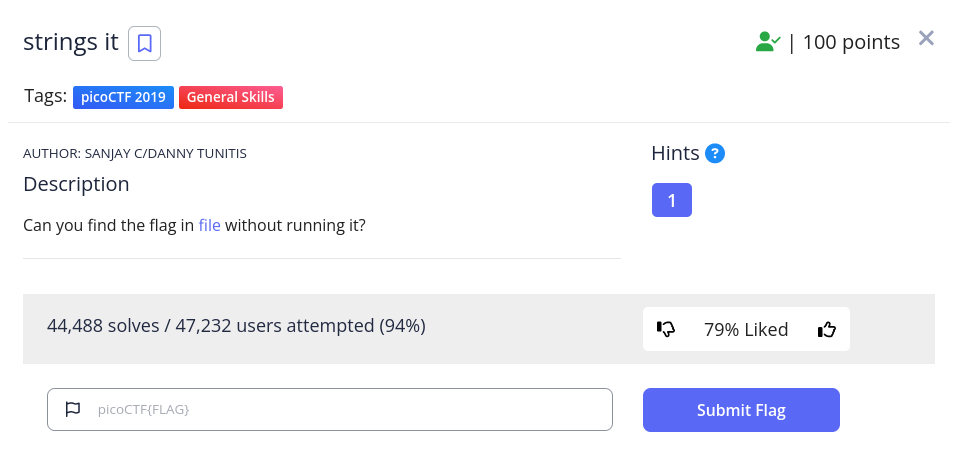 strings it
| 100 points
Tags: picoCTF 2019 General Skills
AUTHOR: SANJAY C/DANNY TUNITIS
Description
Can you find the flag in file without running it?
Hints ?
1
44,488 solves / 47,232 users attempted (94%)
79% Liked
picoCTF{FLAG}
Submit Flag